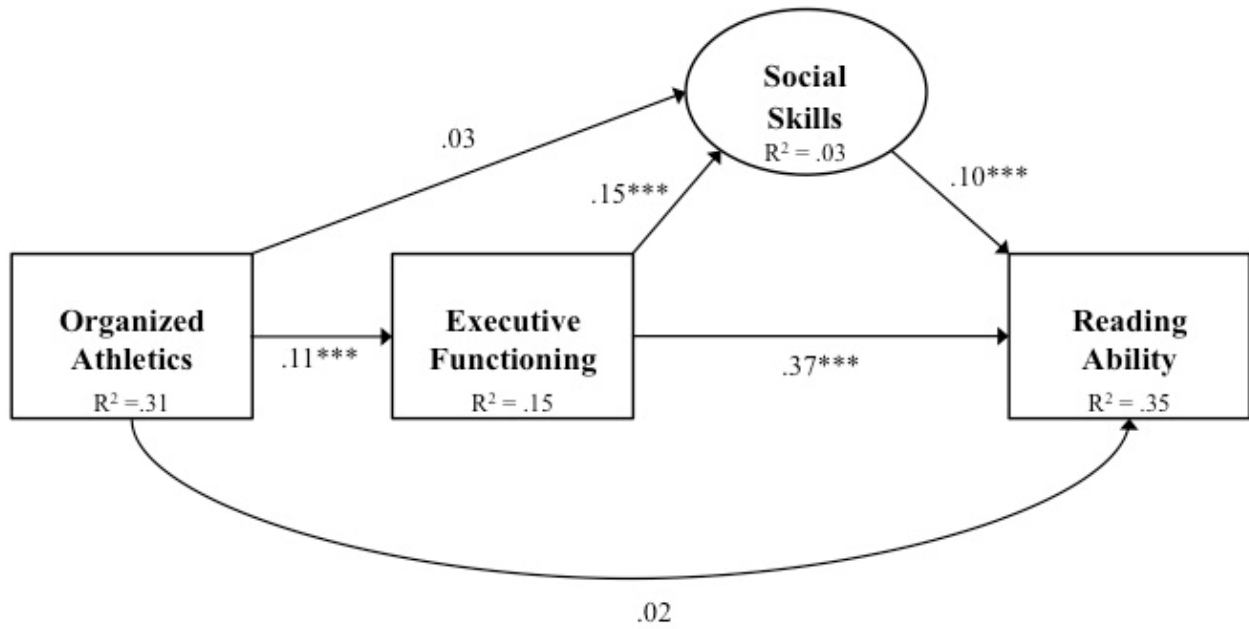 Social
Skills
R² = .03
.03
.15***
.10***
Organized
Athletics
R² =.31
.11***
Executive
Functioning
R² = .15
.37***
Reading
Ability
R² = .35
.02